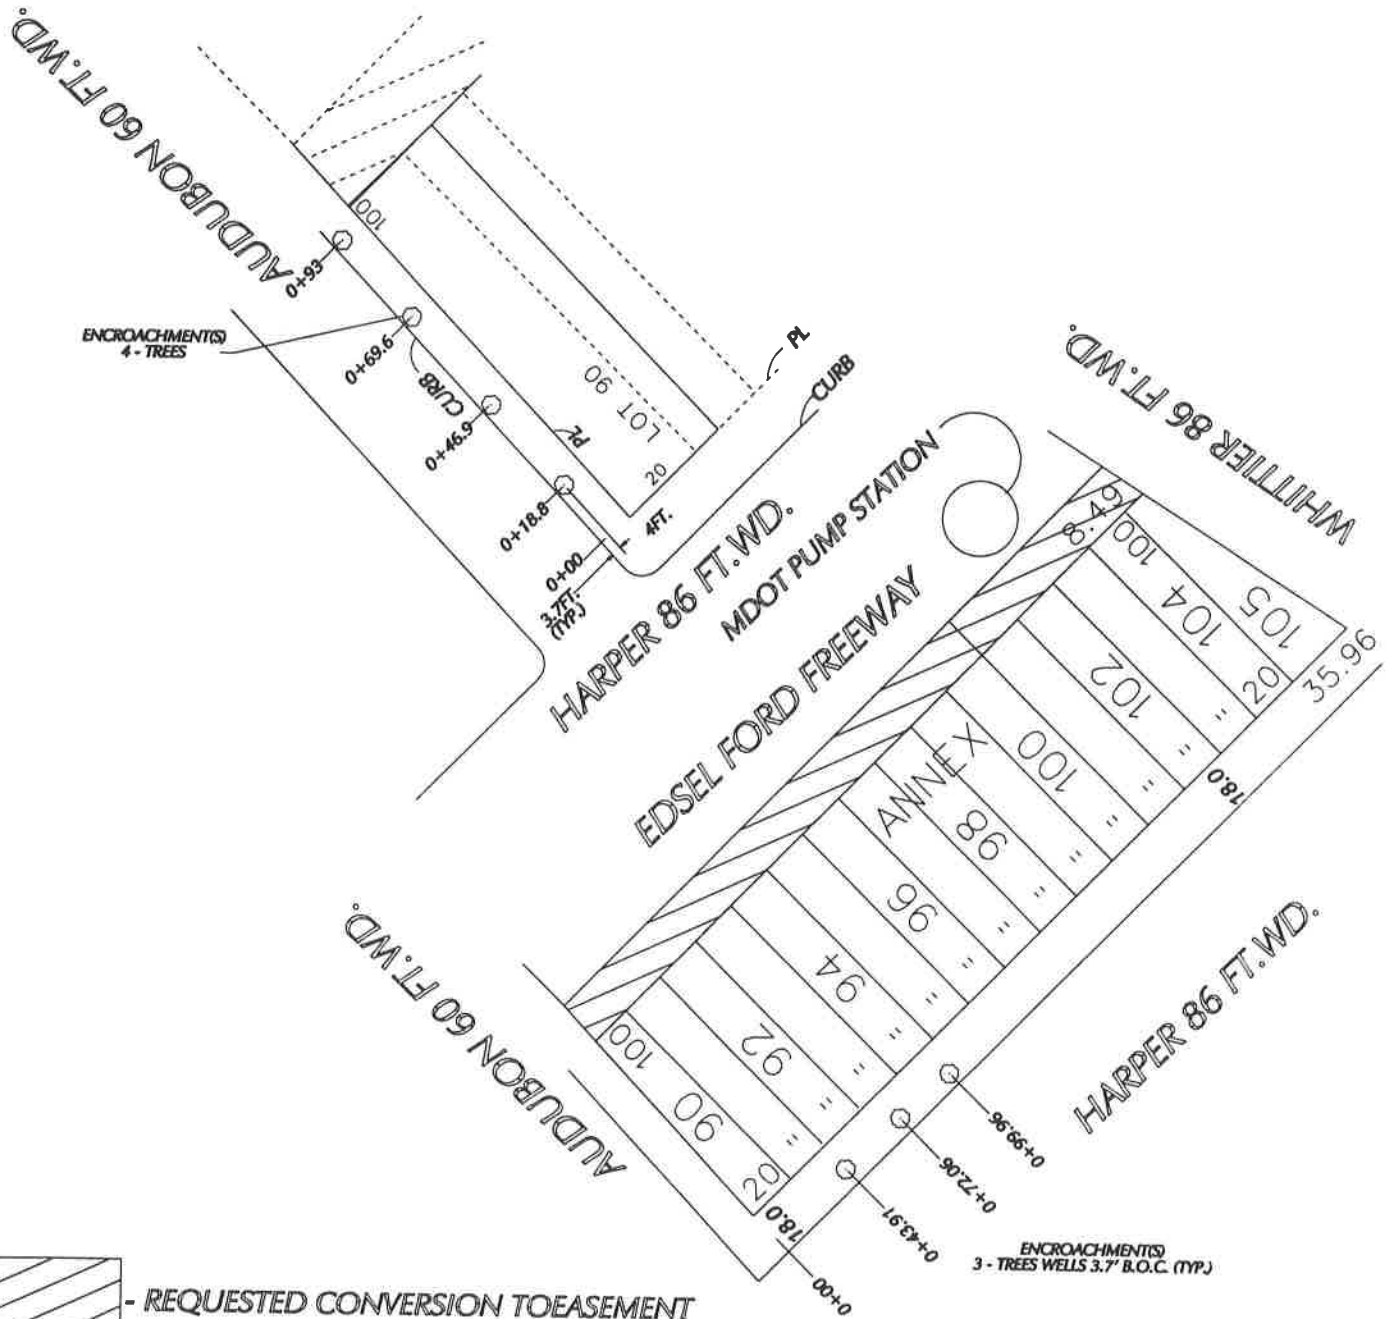 AUDUBON 60 FT.WD.
100
0+93
ENCROACHMENT(S)
4 - TREES
0+69.6
CURB
0+46.9
PL
LOT 90
20
0+18.8
0+00
3.7FT.
(TYP.)
4FT.
PL
CURB
HARPER 86 FT.WD.
MDOT PUMP STATION
EDSEL FORD FREEWAY
WHITTIER 86 FT.WD.
8.49
100
105
104
102
100
ANNEX
98
96
94
92
90
100
20
35.96
"
"
"
"
"
"
"
"
"
"
"
"
"
20
18.0
18.0
AUDUBON 60 FT.WD.
HARPER 86 FT.WD.
0+99.96
0+72.06
0+43.91
0+00
ENCROACHMENT(S)
3 - TREES WELLS 3.7' B.O.C. (TYP.)
- REQUESTED CONVERSION TOEASEMENT